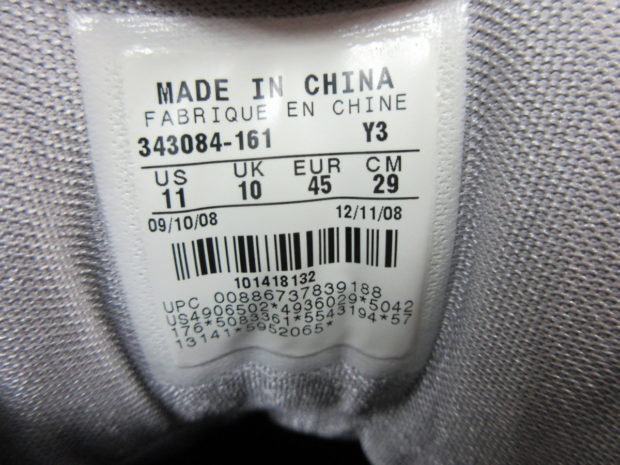 MADE IN CHINA
FABRIQUE EN CHINE
343084-161 Y3
US UK EUR CM
11 10 45 29
09/10/08 12/11/08
101418132
UPC 00886737839188
US4906502*4936029*5042
176*5083361*5543194*57
13141*5952065*